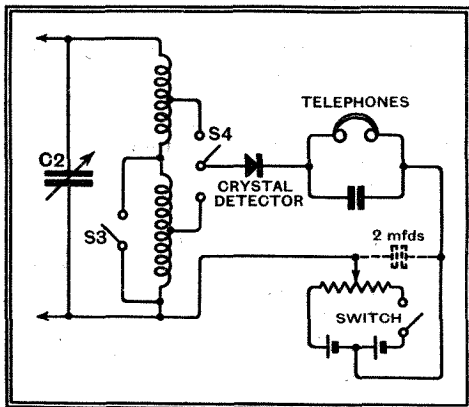 TELEPHONES
S4
C2
CRYSTAL
DETECTOR
S3
2 mfds
SWITCH